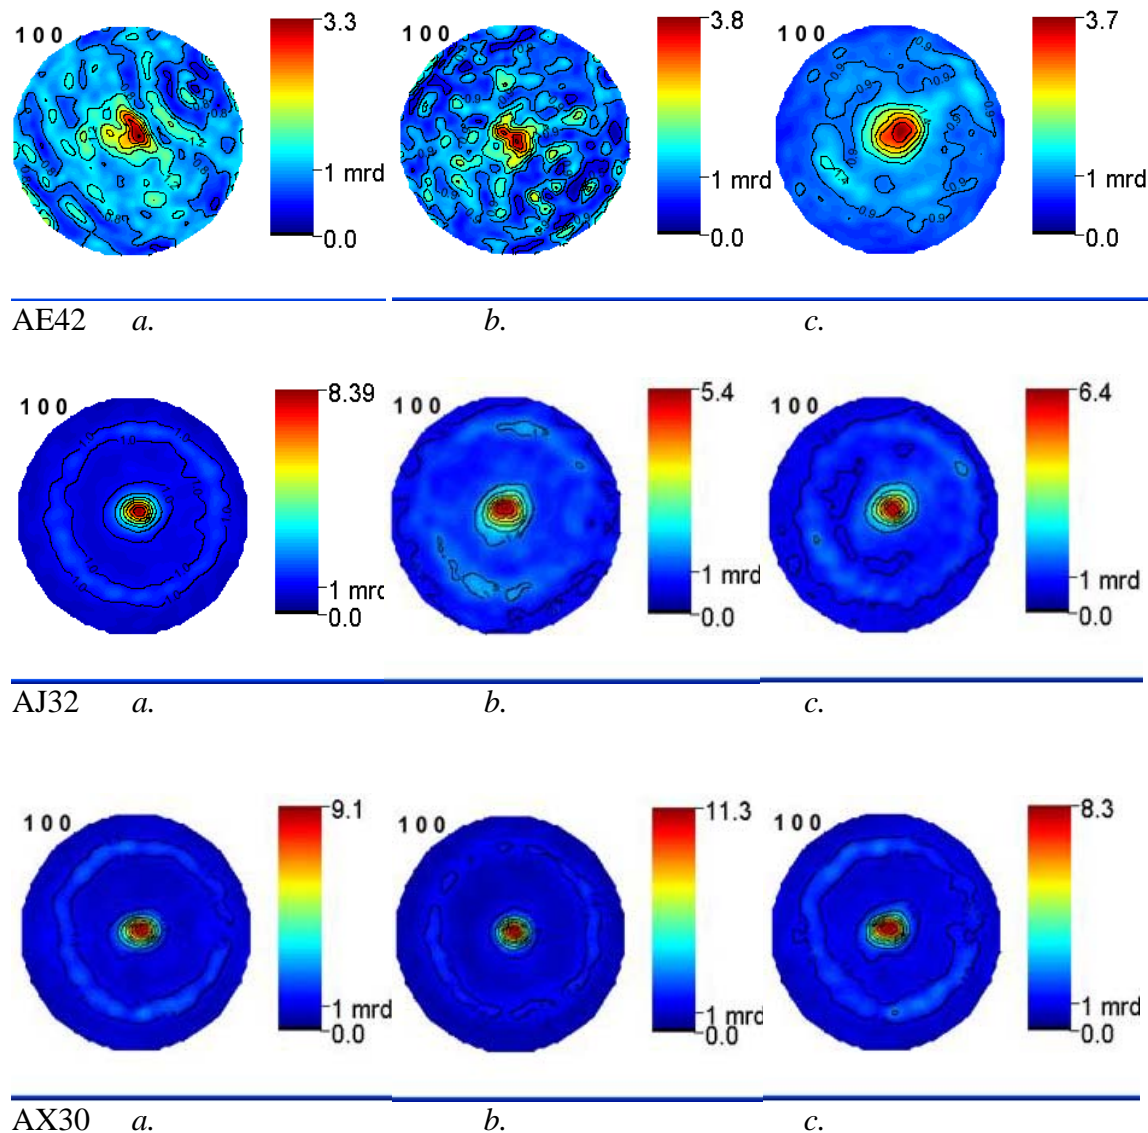 1 0 0 3.3 1 mrd 0.0
1 0 0 3.8 1 mrd 0.0
1 0 0 3.7 1 mrd 0.0
AE42 a. b. c.
1 0 0 8.39 1 mrd 0.0
1 0 0 5.4 1 mrd 0.0
1 0 0 6.4 1 mrd 0.0
AJ32 a. b. c.
1 0 0 9.1 1 mrd 0.0
1 0 0 11.3 1 mrd 0.0
1 0 0 8.3 1 mrd 0.0
AX30 a. b. c.